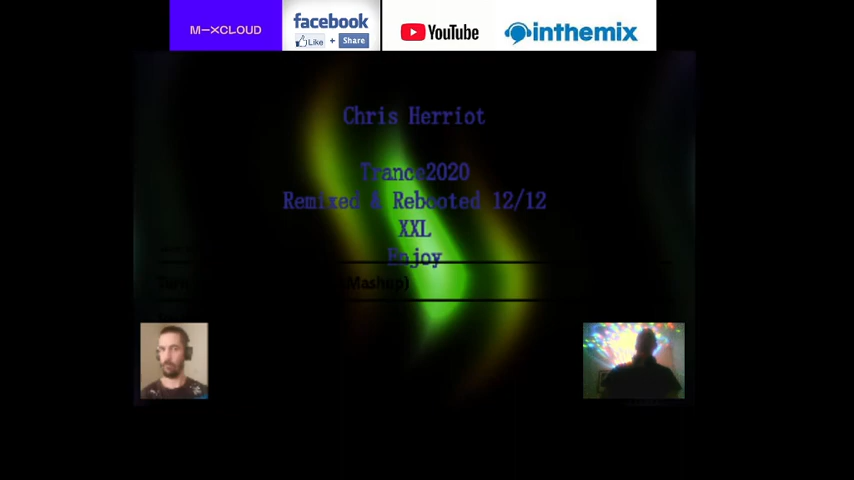 M-XCLOUD
facebook
Like + Share
YouTube
inthemix
Chris Herriot
Trance2020
Remixed & Rebooted 12/12
XXL
Enjoy
Mashup)